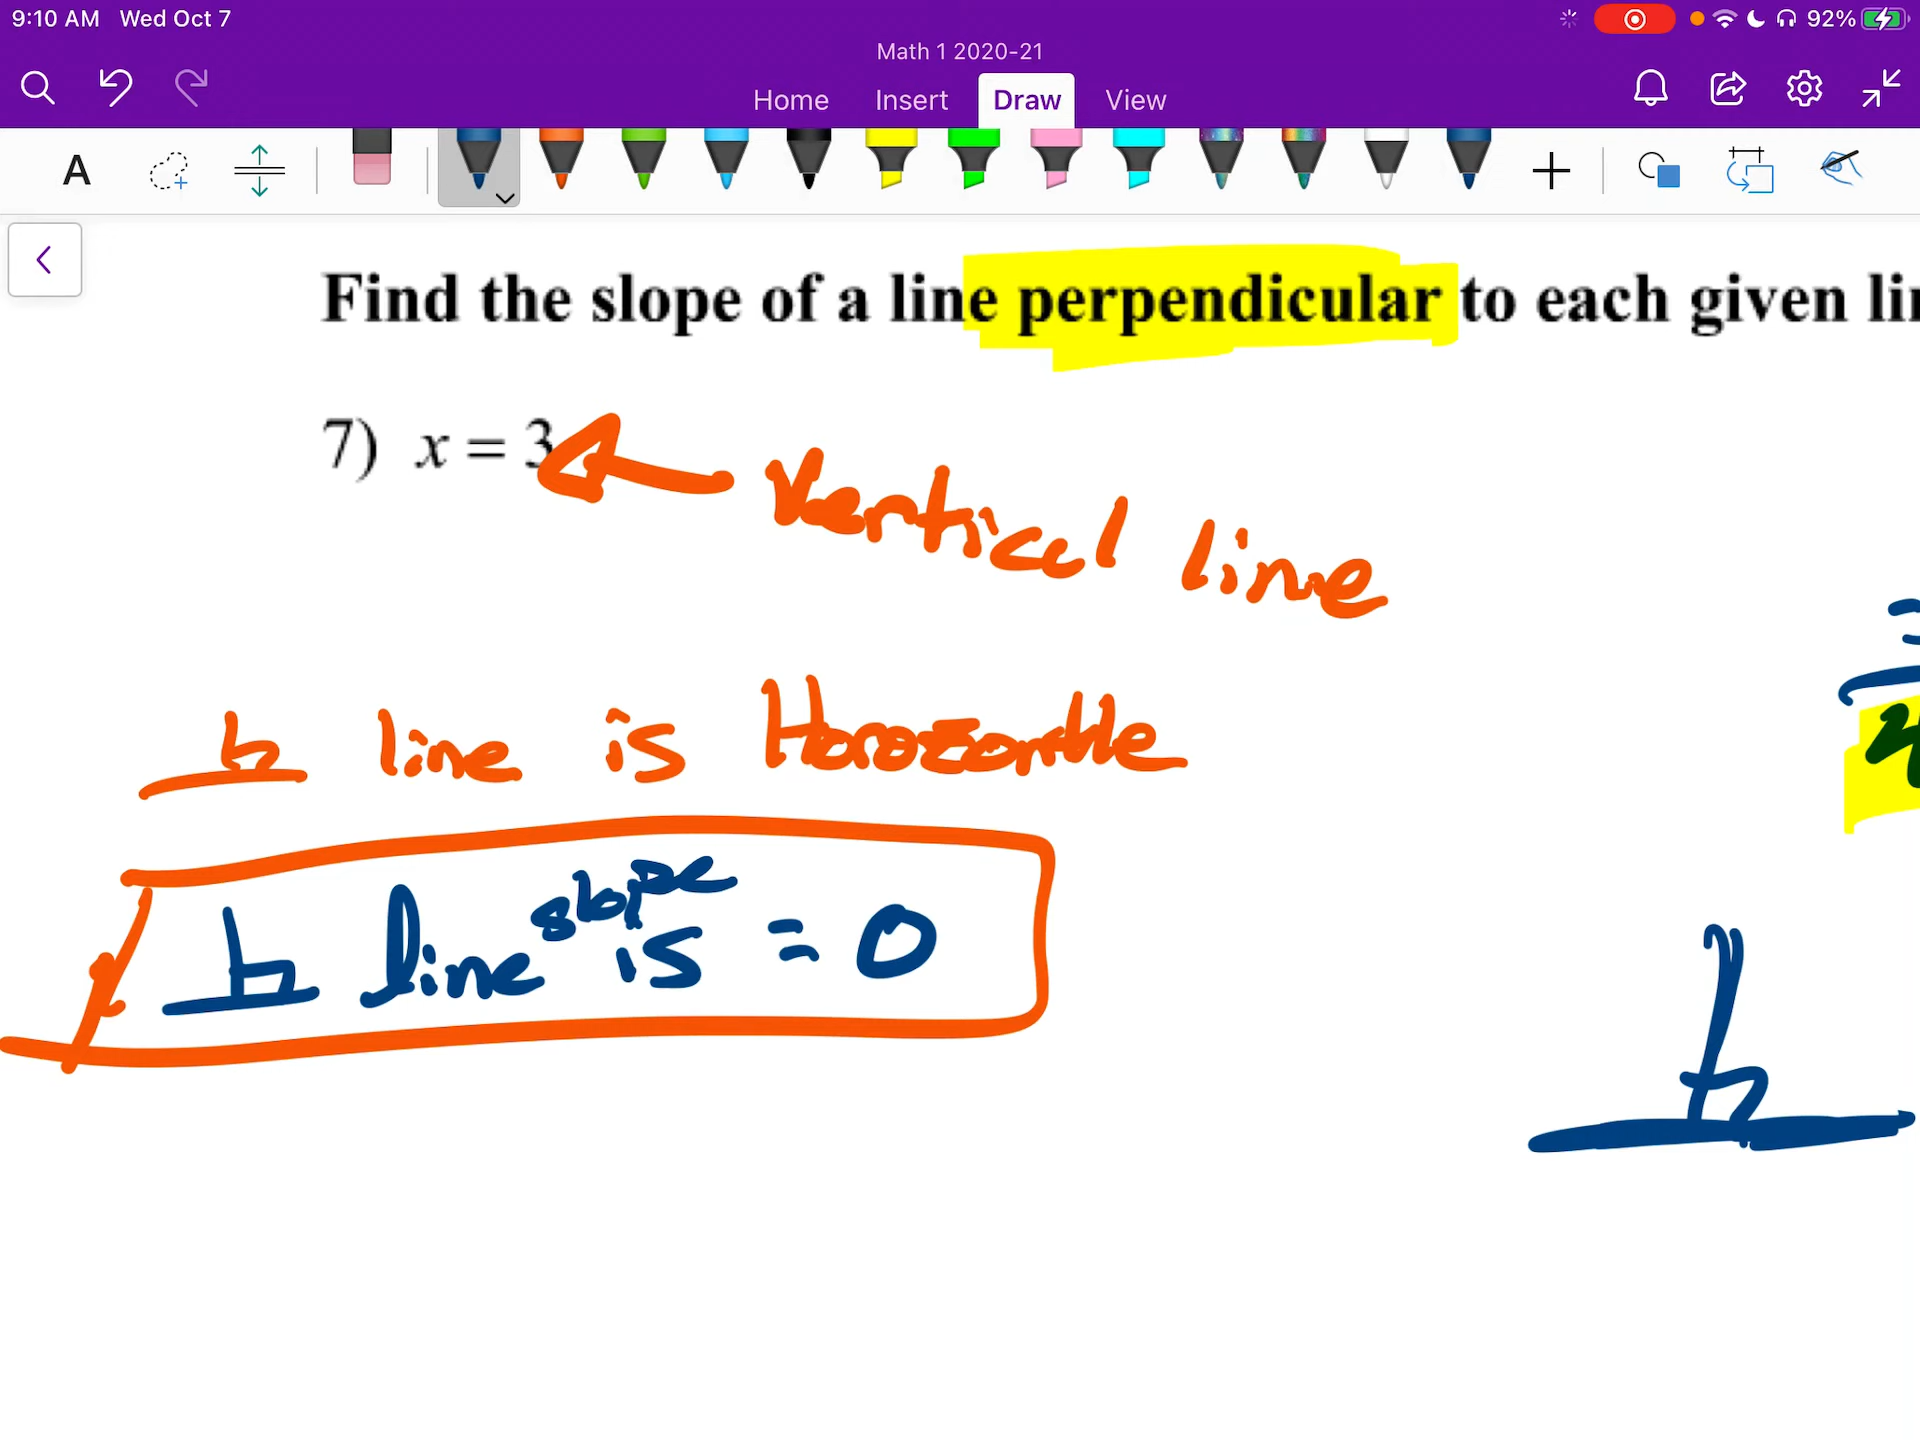 9:10 AM Wed Oct 7
92%
Math 1 2020-21
Home Insert Draw View
A
Find the slope of a line perpendicular to each given lin
7) x = 3
Vertical line
⊥ line is Horozontle
⊥ line slope is = 0